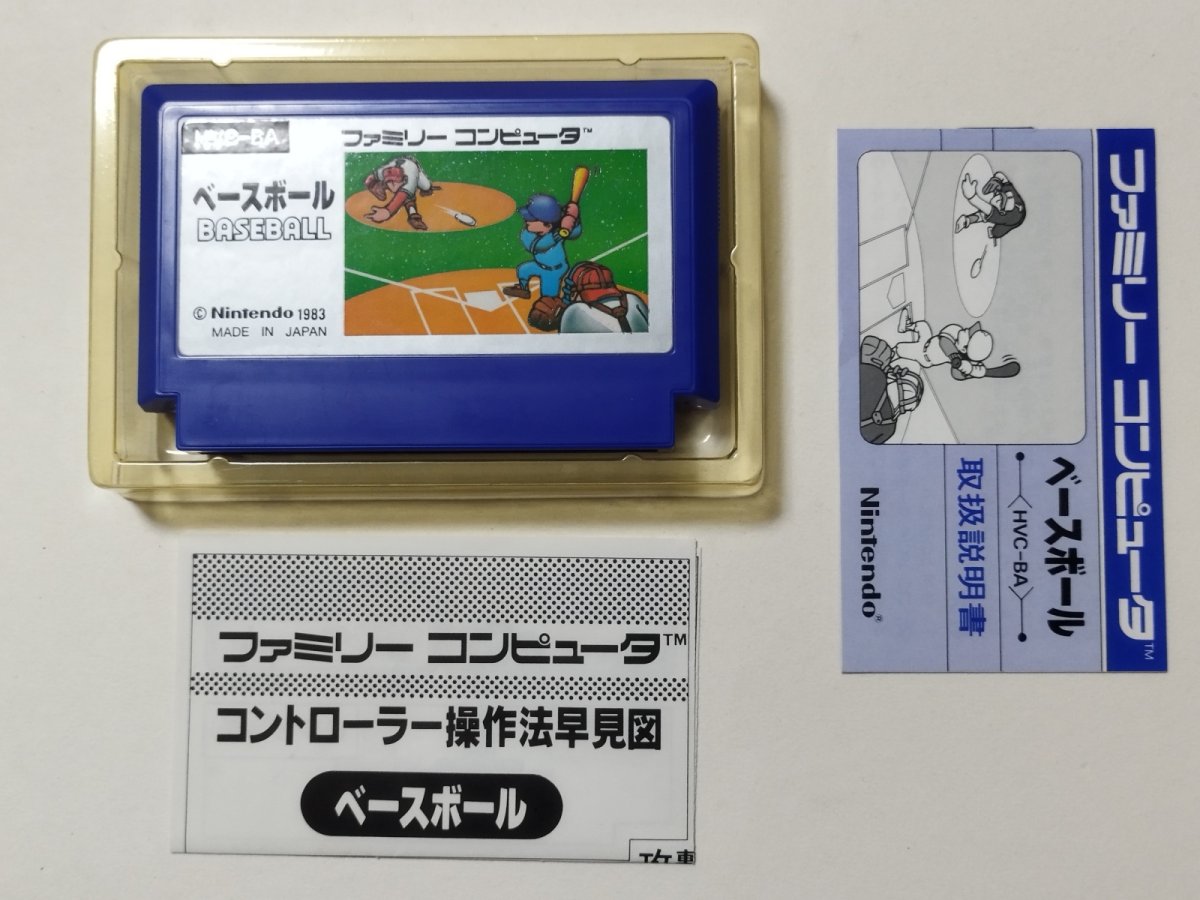 HVC-BA
ファミリー コンピュータ™
ベースボール
BASEBALL
© Nintendo 1983
MADE IN JAPAN
ファミリー コンピュータ™
ベースボール
〈HVC-BA〉
取扱説明書
Nintendo®
ファミリー コンピュータ™
コントローラー操作法早見図
ベースボール